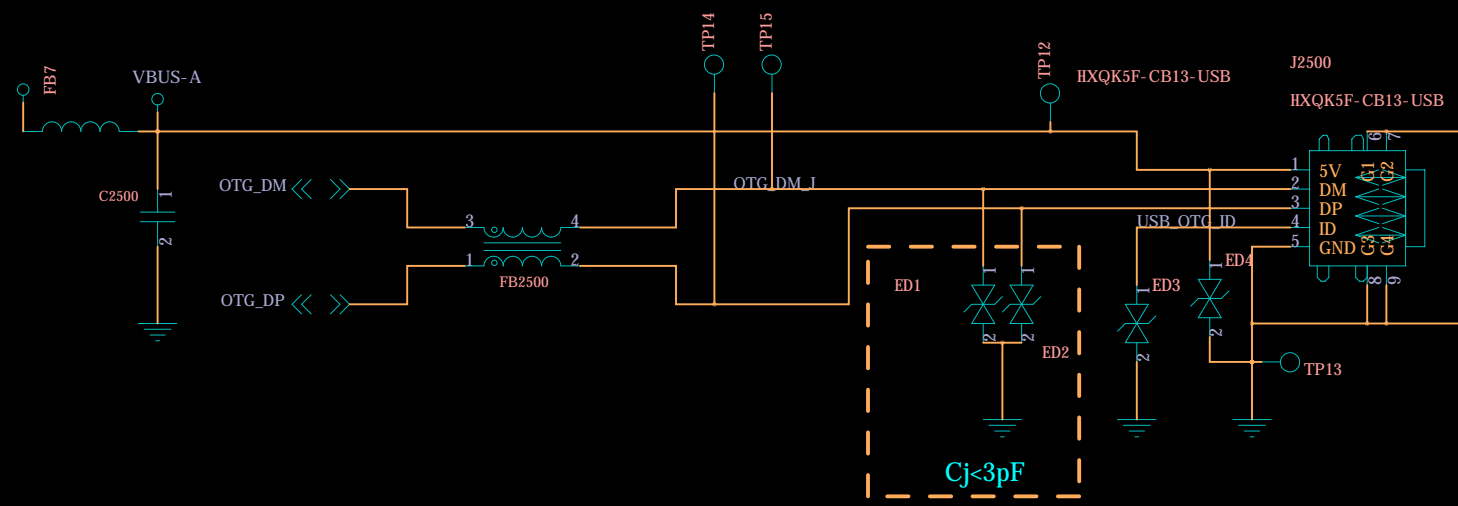 FB7
VBUS-A
TP14
TP15
TP12
HXQK5F-CB13-USB
J2500
HXQK5F-CB13-USB
C2500
1
2
OTG_DM
OTG_DM_J
3
4
1
2
FB2500
OTG_DP
6
7
1
5V
G1
G2
2
DM
3
DP
USB_OTG_ID
4
ID
5
GND
G3
G4
8
9
ED1
1
1
2
2
ED2
1
ED3
2
1
ED4
2
TP13
Cj<3pF